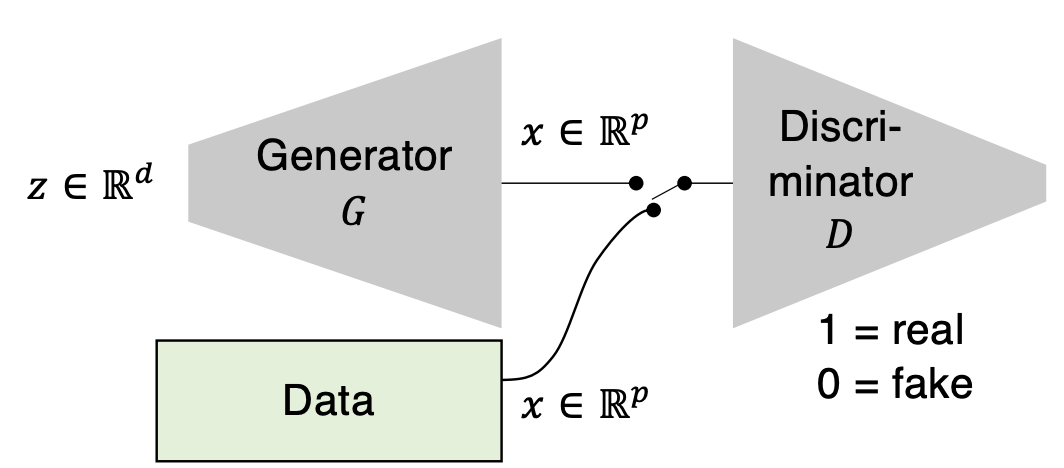 z ∈ ℝ^d
Generator
G
x ∈ ℝ^p
Discri-
minator
D
1 = real
0 = fake
Data
x ∈ ℝ^p